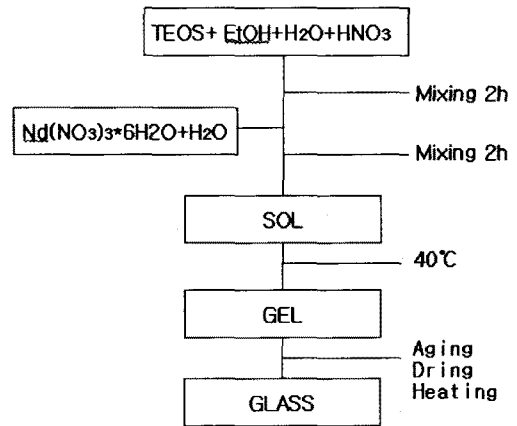 TEOS+ EtOH+H2O+HNO3
Mixing 2h
Nd(NO3)3*6H2O+H2O
Mixing 2h
SOL
40℃
GEL
Aging
Dring
Heating
GLASS